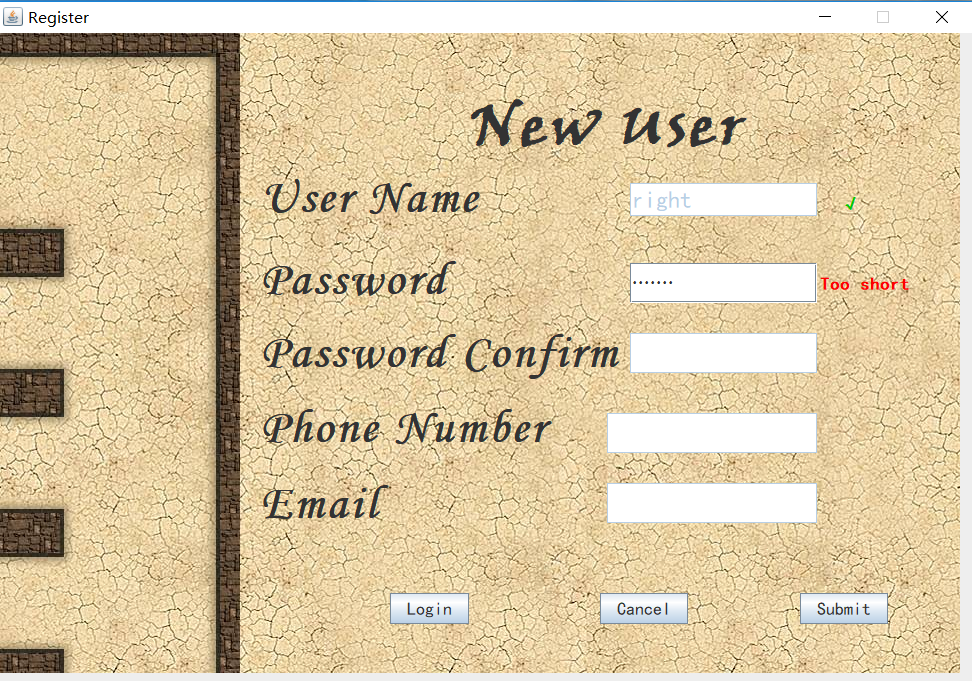 Register
New User
User Name right √
Password ······· Too short
Password Confirm
Phone Number
Email
Login Cancel Submit